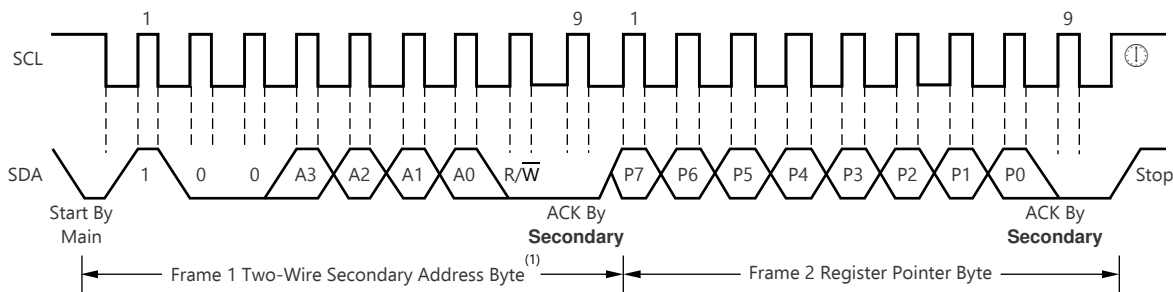 1 9 1 9
SCL
SDA 1 0 0 A3 A2 A1 A0 R/W̅ P7 P6 P5 P4 P3 P2 P1 P0 Stop
Start By Main
ACK By Secondary
ACK By Secondary
Frame 1 Two-Wire Secondary Address Byte(1)
Frame 2 Register Pointer Byte